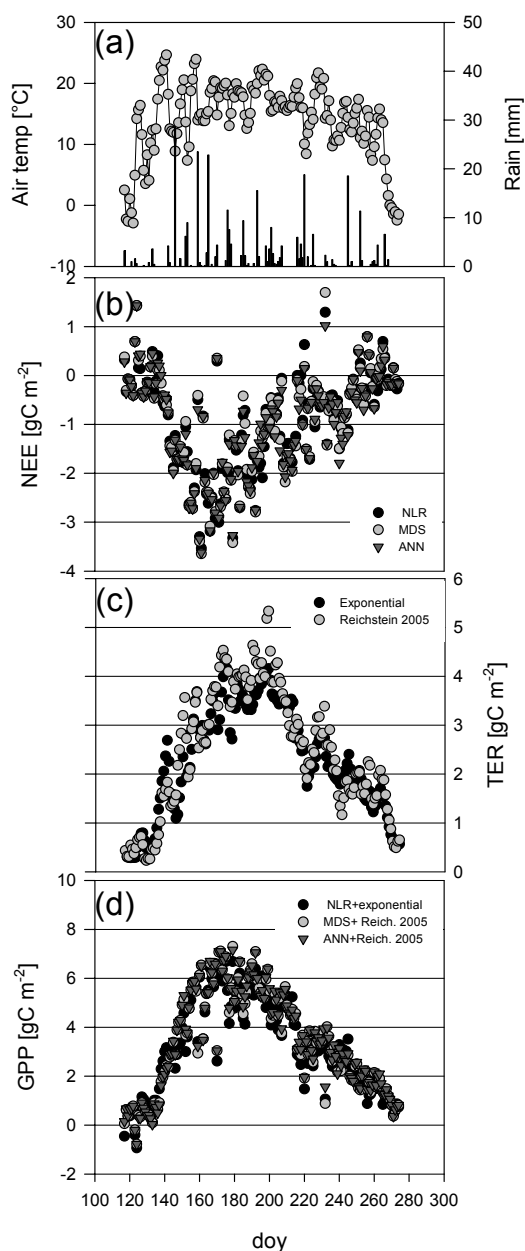 (a)
Air temp [°C]
30
20
10
0
-10
Rain [mm]
50
40
30
20
10
0
(b)
NEE [gC m-2]
2
1
0
-1
-2
-3
-4
NLR
MDS
ANN
(c)
Exponential
Reichstein 2005
TER [gC m-2]
6
5
4
3
2
1
0
(d)
NLR+exponential
MDS+ Reich. 2005
ANN+Reich. 2005
GPP [gC m-2]
10
8
6
4
2
0
-2
100 120 140 160 180 200 220 240 260 280 300
doy